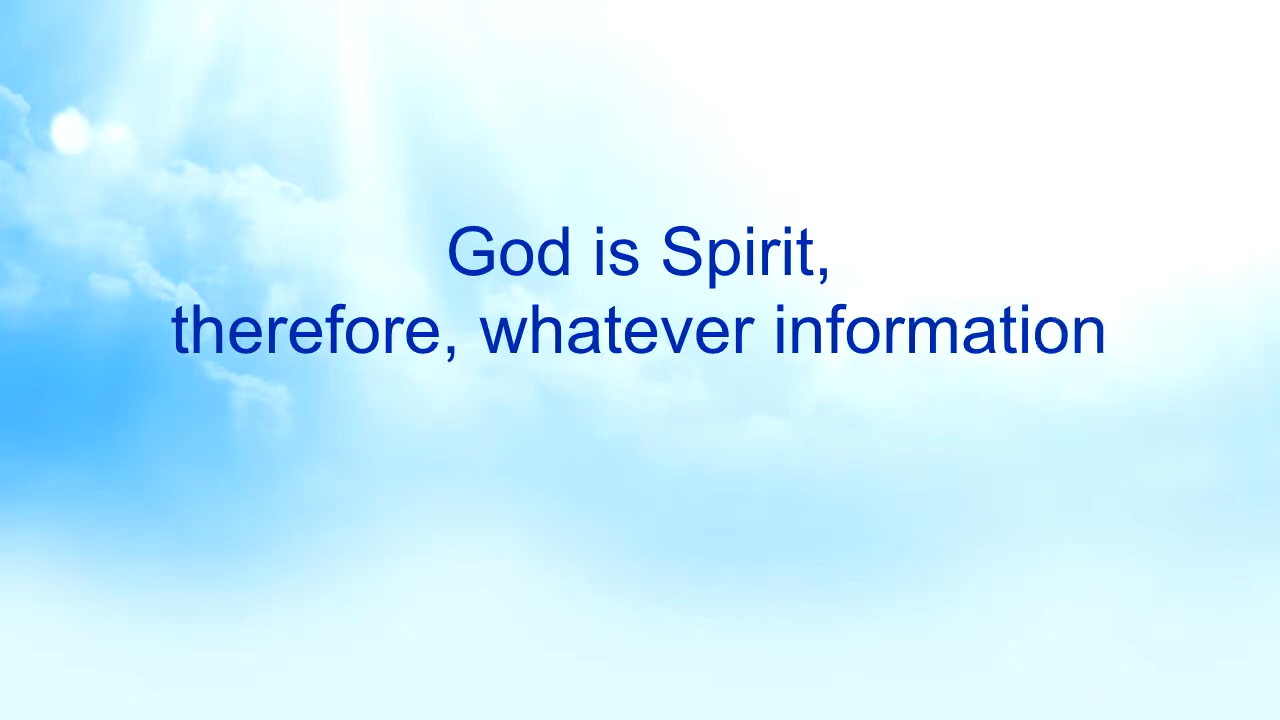 God is Spirit,
therefore, whatever information